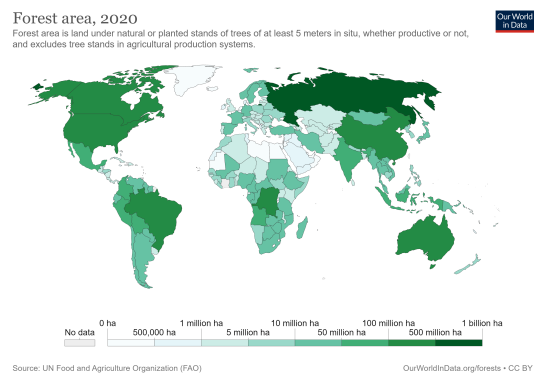 Forest area, 2020
Our World
in Data
Forest area is land under natural or planted stands of trees of at least 5 meters in situ, whether productive or not,
and excludes tree stands in agricultural production systems.
0 ha 1 million ha 10 million ha 100 million ha 1 billion ha
No data 500,000 ha 5 million ha 50 million ha 500 million ha
Source: UN Food and Agriculture Organization (FAO) OurWorldInData.org/forests • CC BY